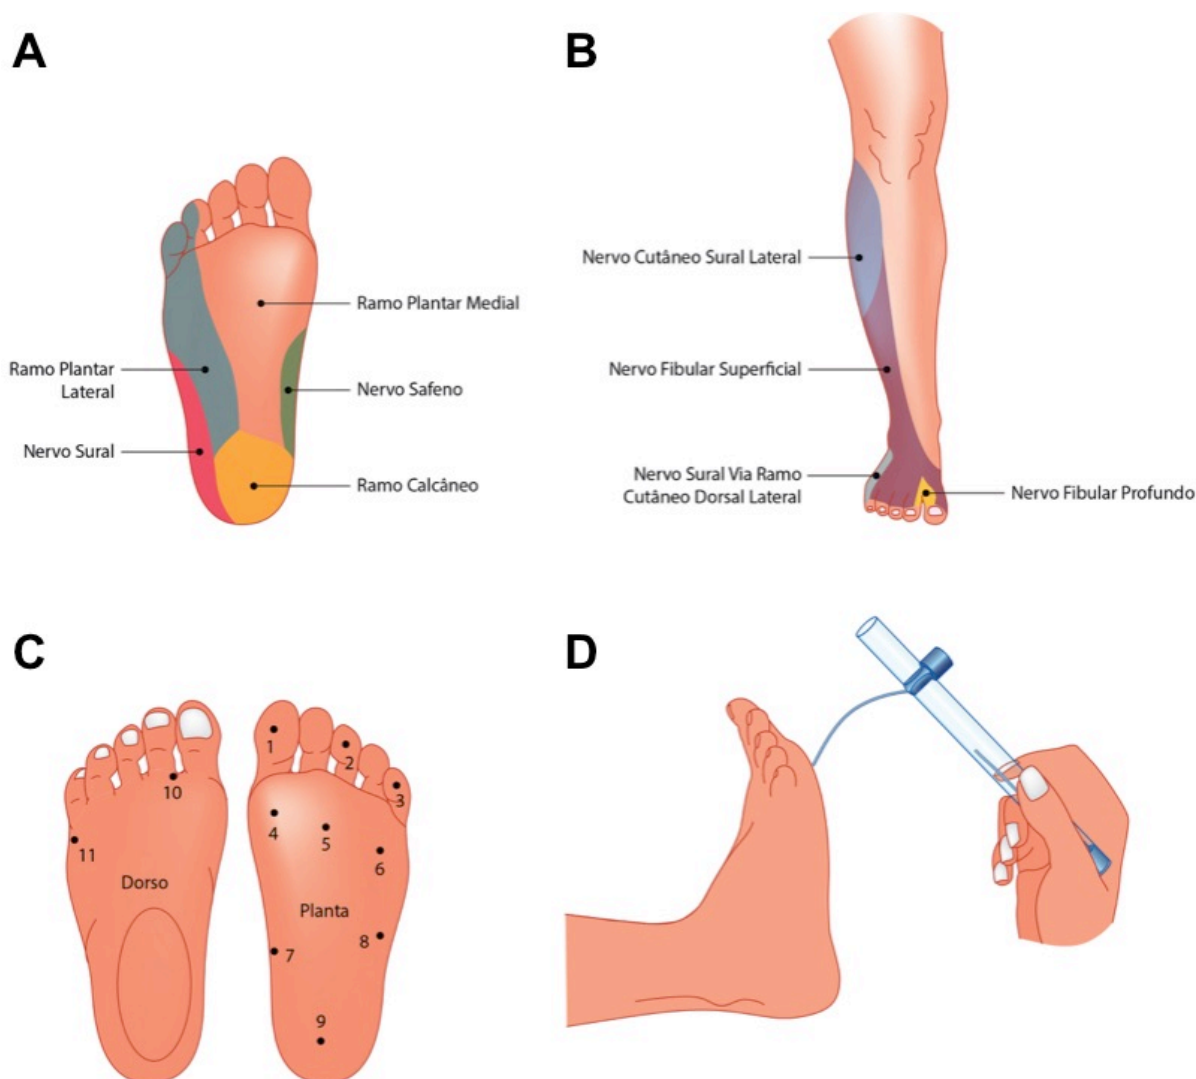 A
Ramo Plantar Medial
Ramo Plantar
Lateral
Nervo Safeno
Nervo Sural
Ramo Calcâneo
B
Nervo Cutâneo Sural Lateral
Nervo Fibular Superficial
Nervo Sural Via Ramo
Cutâneo Dorsal Lateral
Nervo Fibular Profundo
C
10
11
Dorso
1
2
3
4
5
6
Planta
7
8
9
D